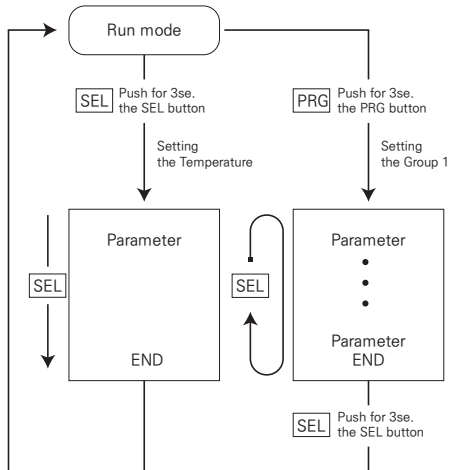 Run mode
SEL
Push for 3se.
the SEL button
PRG
Push for 3se.
the PRG button
Setting
the Temperature
Setting
the Group 1
SEL
Parameter
END
SEL
Parameter
•
•
•
Parameter
END
SEL
Push for 3se.
the SEL button